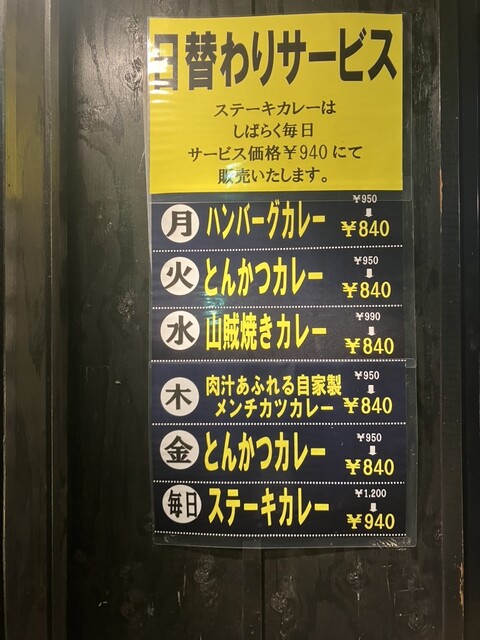 日替わりサービス
ステーキカレーは
しばらく毎日
サービス価格￥940にて
販売いたします。
月 ハンバーグカレー ￥950 ⬇ ￥840
火 とんかつカレー ￥950 ⬇ ￥840
水 山賊焼きカレー ￥990 ⬇ ￥840
木 肉汁あふれる自家製
メンチカツカレー ￥950 ⬇ ￥840
金 とんかつカレー ￥950 ⬇ ￥840
毎日 ステーキカレー ￥1,200 ⬇ ￥940